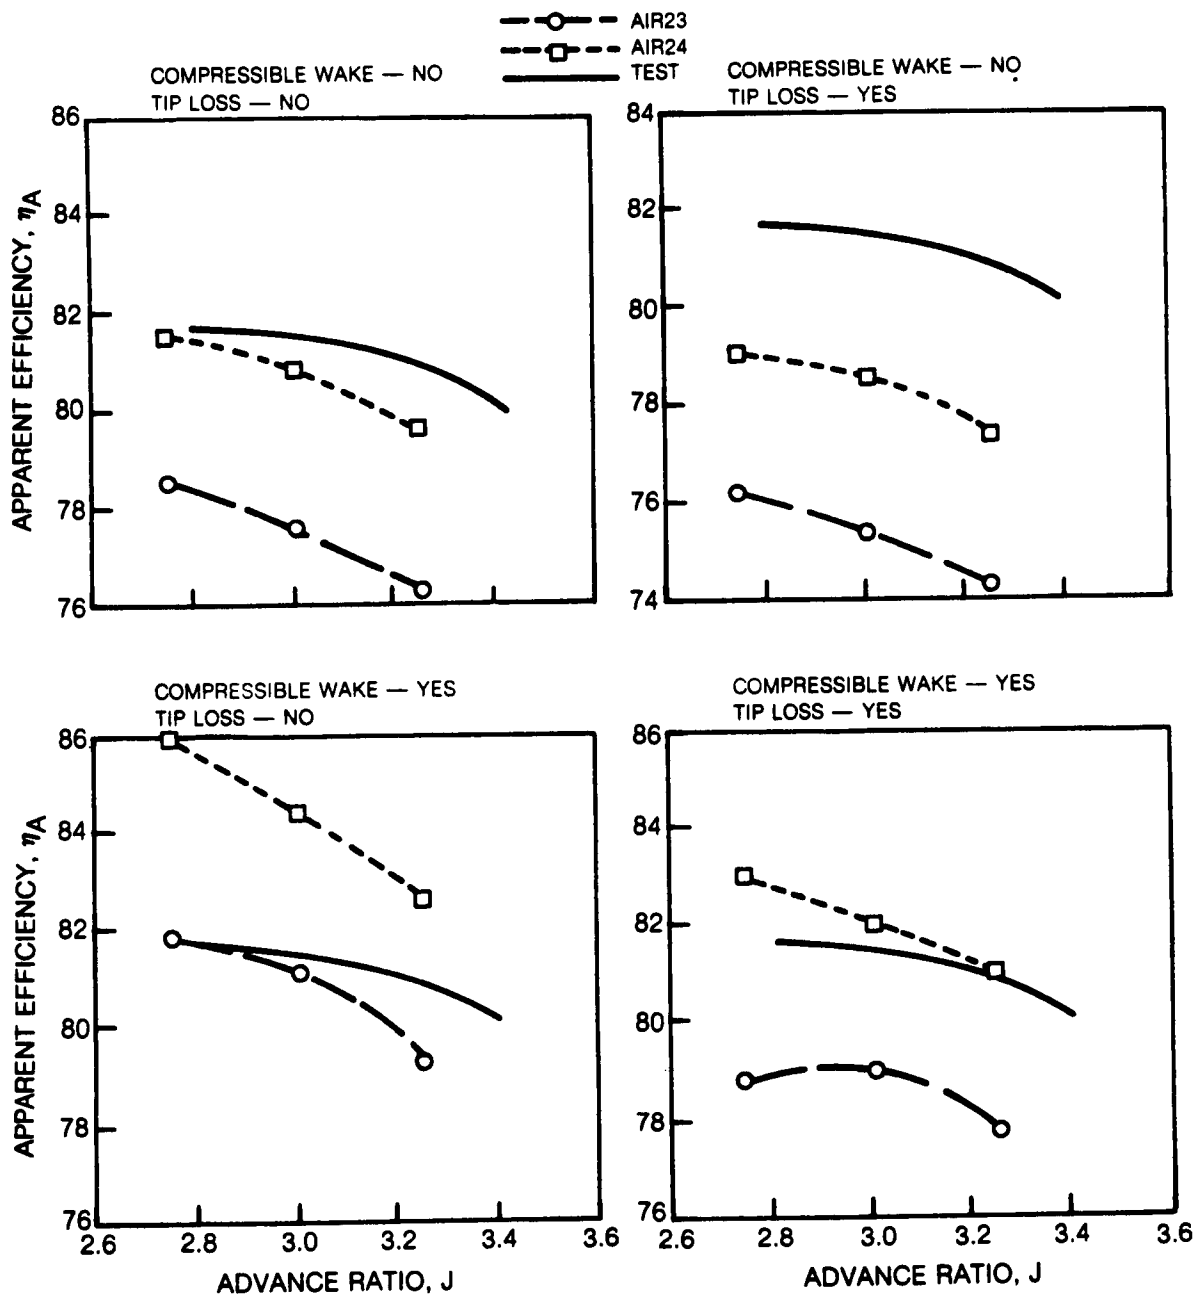 AIR23
AIR24
TEST
COMPRESSIBLE WAKE — NO
TIP LOSS — NO
86
84
82
80
78
76
APPARENT EFFICIENCY, ηA
COMPRESSIBLE WAKE — NO
TIP LOSS — YES
84
82
80
78
76
74
COMPRESSIBLE WAKE — YES
TIP LOSS — NO
86
84
82
80
78
76
APPARENT EFFICIENCY, ηA
2.6 2.8 3.0 3.2 3.4 3.6
ADVANCE RATIO, J
COMPRESSIBLE WAKE — YES
TIP LOSS — YES
86
84
82
80
78
76
2.6 2.8 3.0 3.2 3.4 3.6
ADVANCE RATIO, J